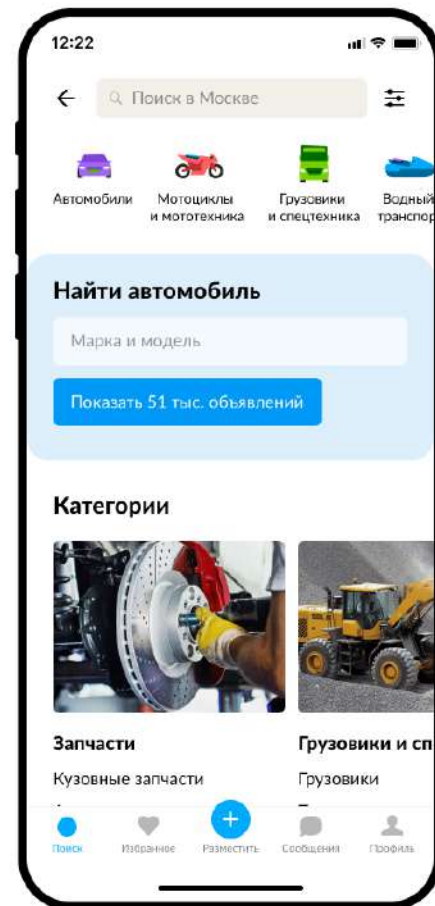 12:22
Поиск в Москве
Автомобили
Мотоциклы
и мототехника
Грузовики
и спецтехника
Водный
транспор
Найти автомобиль
Марка и модель
Показать 51 тыс. объявлений
Категории
Запчасти
Грузовики и сп
Кузовные запчасти
Грузовики
Поиск
Избранное
Разместить
Сообщения
Профиль